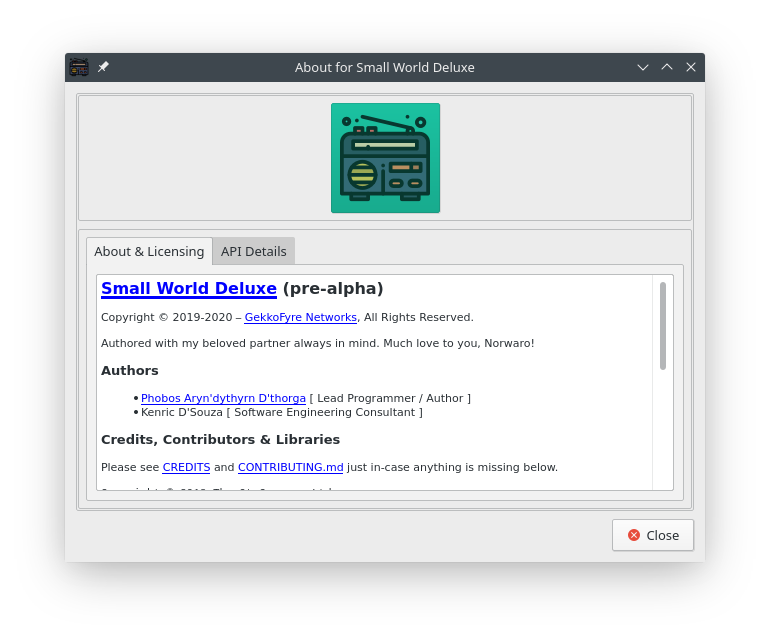 About for Small World Deluxe
About & Licensing
API Details
Small World Deluxe (pre-alpha)
Copyright © 2019-2020 – GekkoFyre Networks, All Rights Reserved.
Authored with my beloved partner always in mind. Much love to you, Norwaro!
Authors
• Phobos Aryn'dythyrn D'thorga [ Lead Programmer / Author ]
• Kenric D'Souza [ Software Engineering Consultant ]
Credits, Contributors & Libraries
Please see CREDITS and CONTRIBUTING.md just in-case anything is missing below.
Close